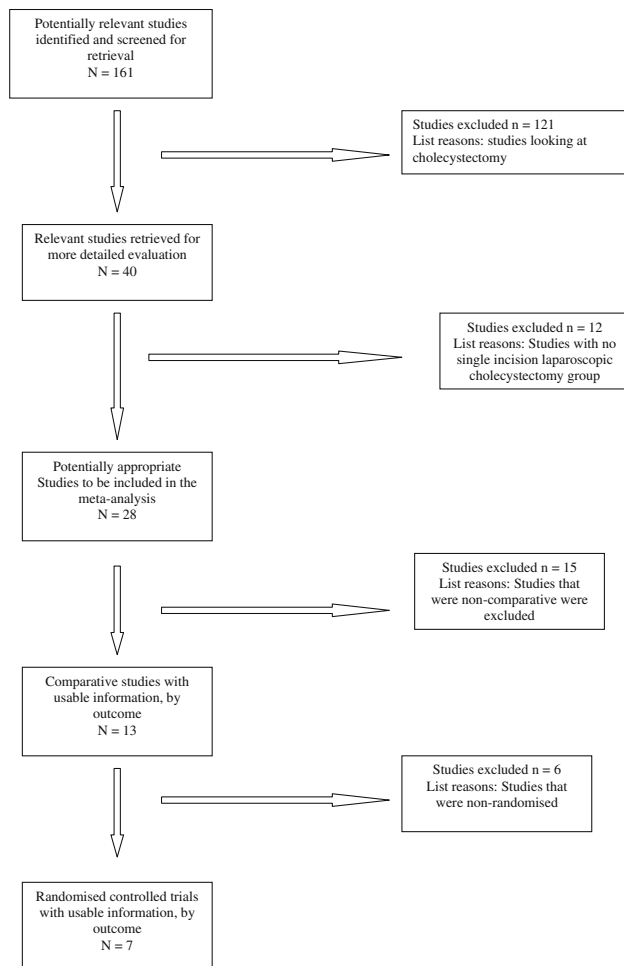 Potentially relevant studies
identified and screened for
retrieval
N = 161
Studies excluded n = 121
List reasons: studies looking at
cholecystectomy
Relevant studies retrieved for
more detailed evaluation
N = 40
Studies excluded n = 12
List reasons: Studies with no
single incision laparoscopic
cholecystectomy group
Potentially appropriate
Studies to be included in the
meta-analysis
N = 28
Studies excluded n = 15
List reasons: Studies that
were non-comparative were
excluded
Comparative studies with
usable information, by
outcome
N = 13
Studies excluded n = 6
List reasons: Studies that
were non-randomised
Randomised controlled trials
with usable information, by
outcome
N = 7